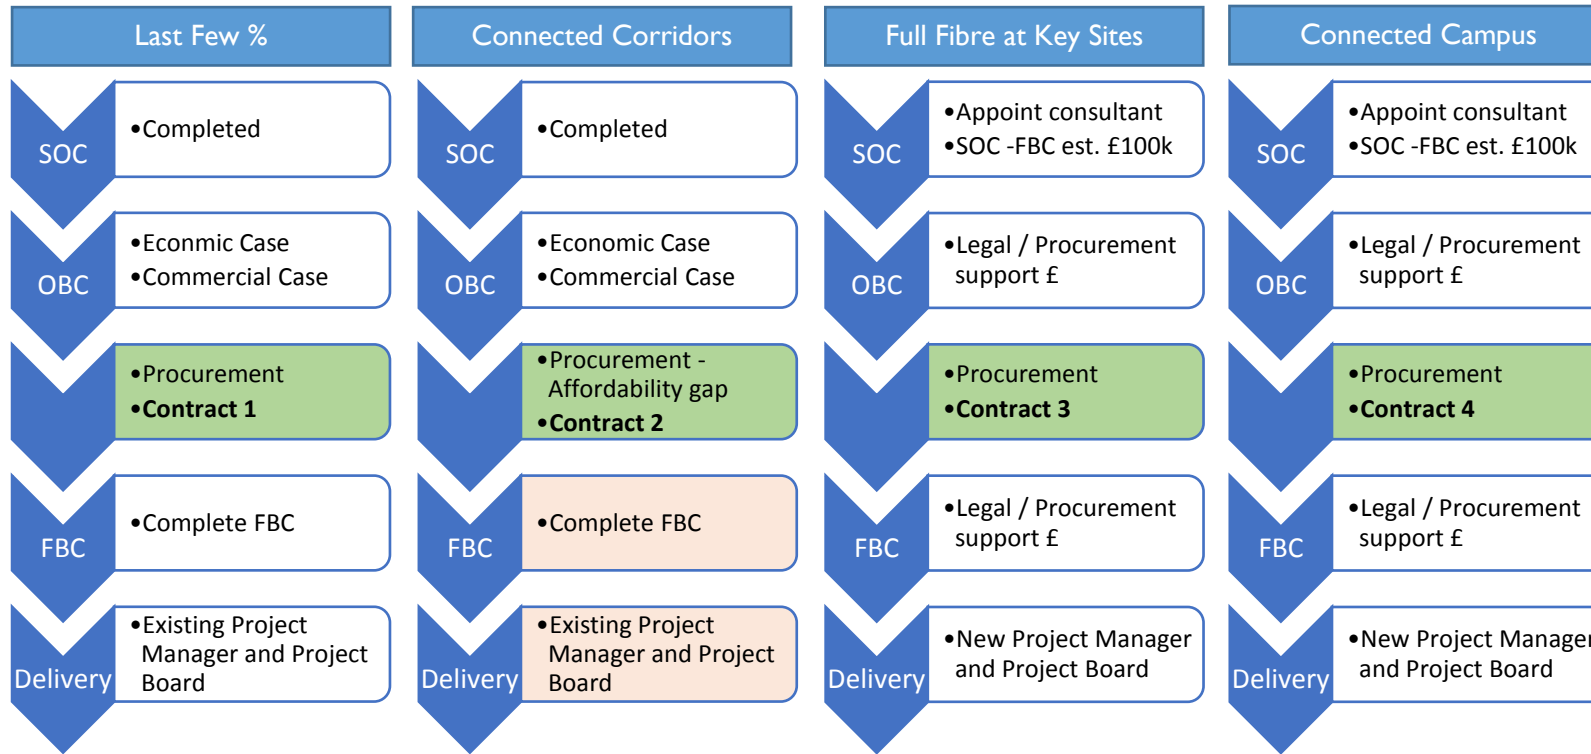 Last Few %
SOC
•Completed
OBC
•Econmic Case
•Commercial Case
•Procurement
•Contract 1
FBC
•Complete FBC
Delivery
•Existing Project
Manager and Project
Board
Connected Corridors
SOC
•Completed
OBC
•Economic Case
•Commercial Case
•Procurement -
Affordability gap
•Contract 2
FBC
•Complete FBC
Delivery
•Existing Project
Manager and Project
Board
Full Fibre at Key Sites
SOC
•Appoint consultant
•SOC -FBC est. £100k
OBC
•Legal / Procurement
support £
•Procurement
•Contract 3
FBC
•Legal / Procurement
support £
Delivery
•New Project Manager
and Project Board
Connected Campus
SOC
•Appoint consultant
•SOC -FBC est. £100k
OBC
•Legal / Procurement
support £
•Procurement
•Contract 4
FBC
•Legal / Procurement
support £
Delivery
•New Project Manager
and Project Board